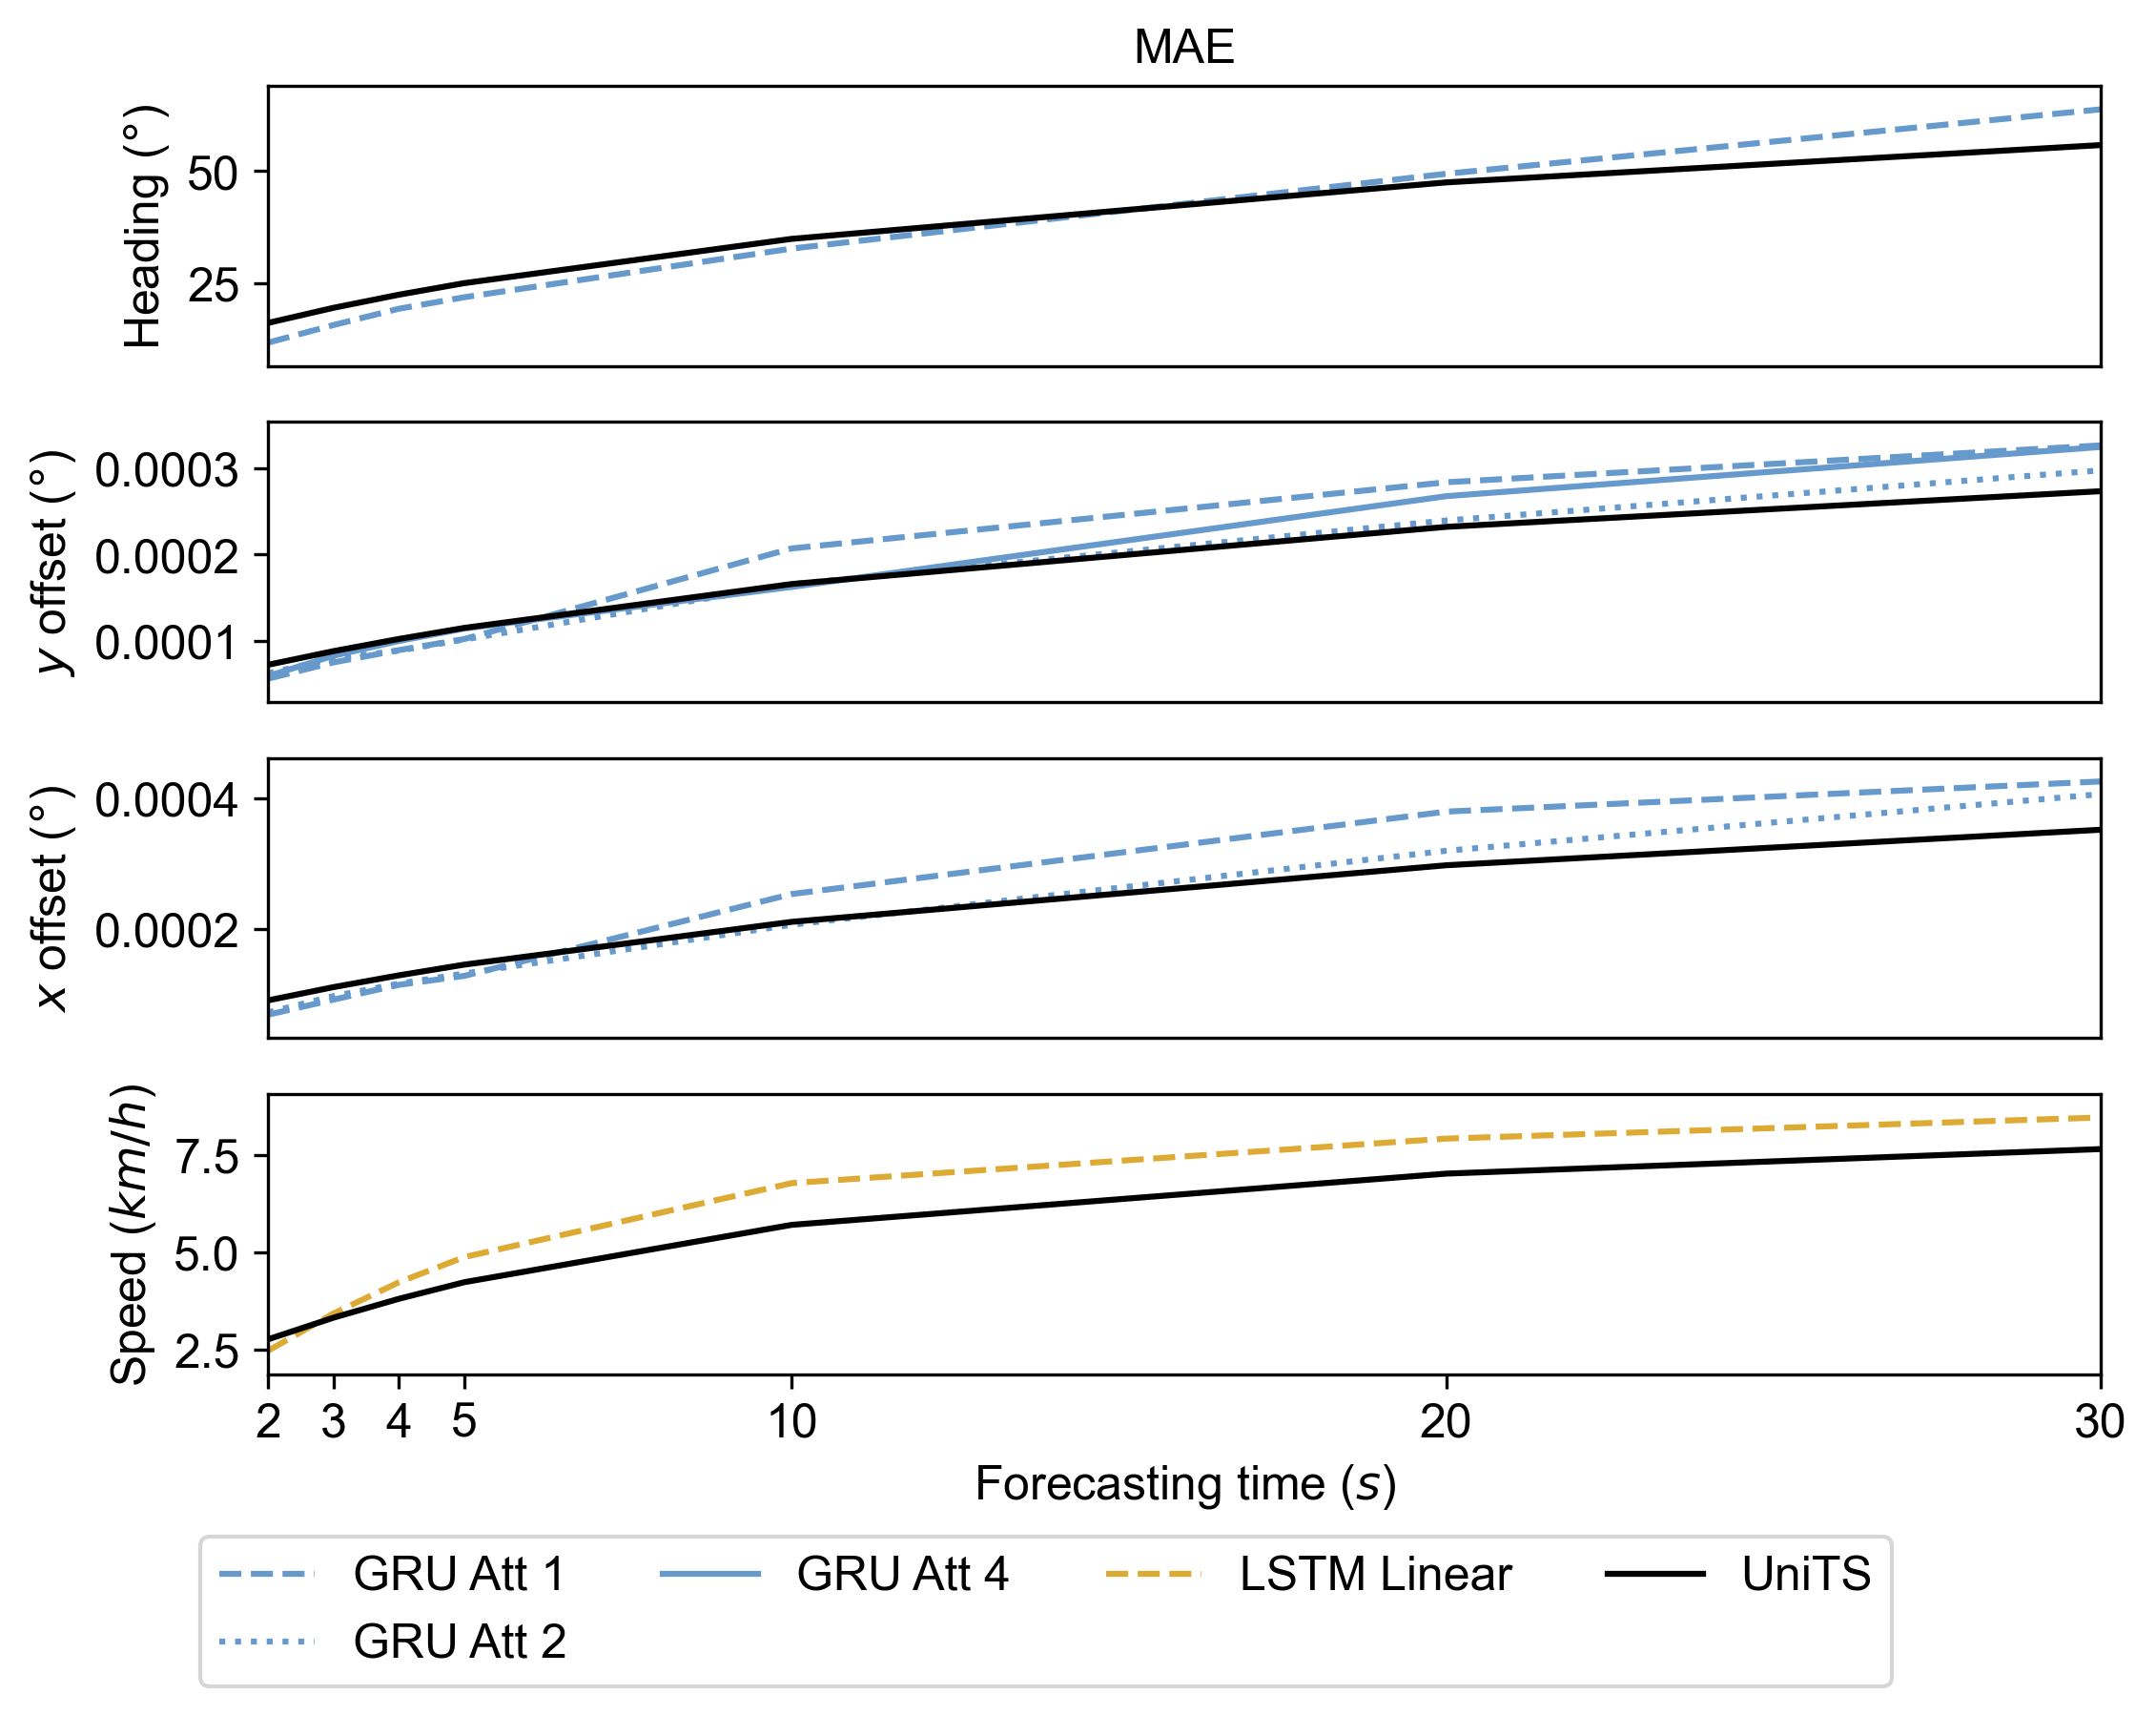 MAE
Heading (°)
50
25
y offset (°)
0.0003
0.0002
0.0001
x offset (°)
0.0004
0.0002
Speed (km/h)
7.5
5.0
2.5
2 3 4 5 10 20 30
Forecasting time (s)
GRU Att 1 GRU Att 4 LSTM Linear UniTS
GRU Att 2